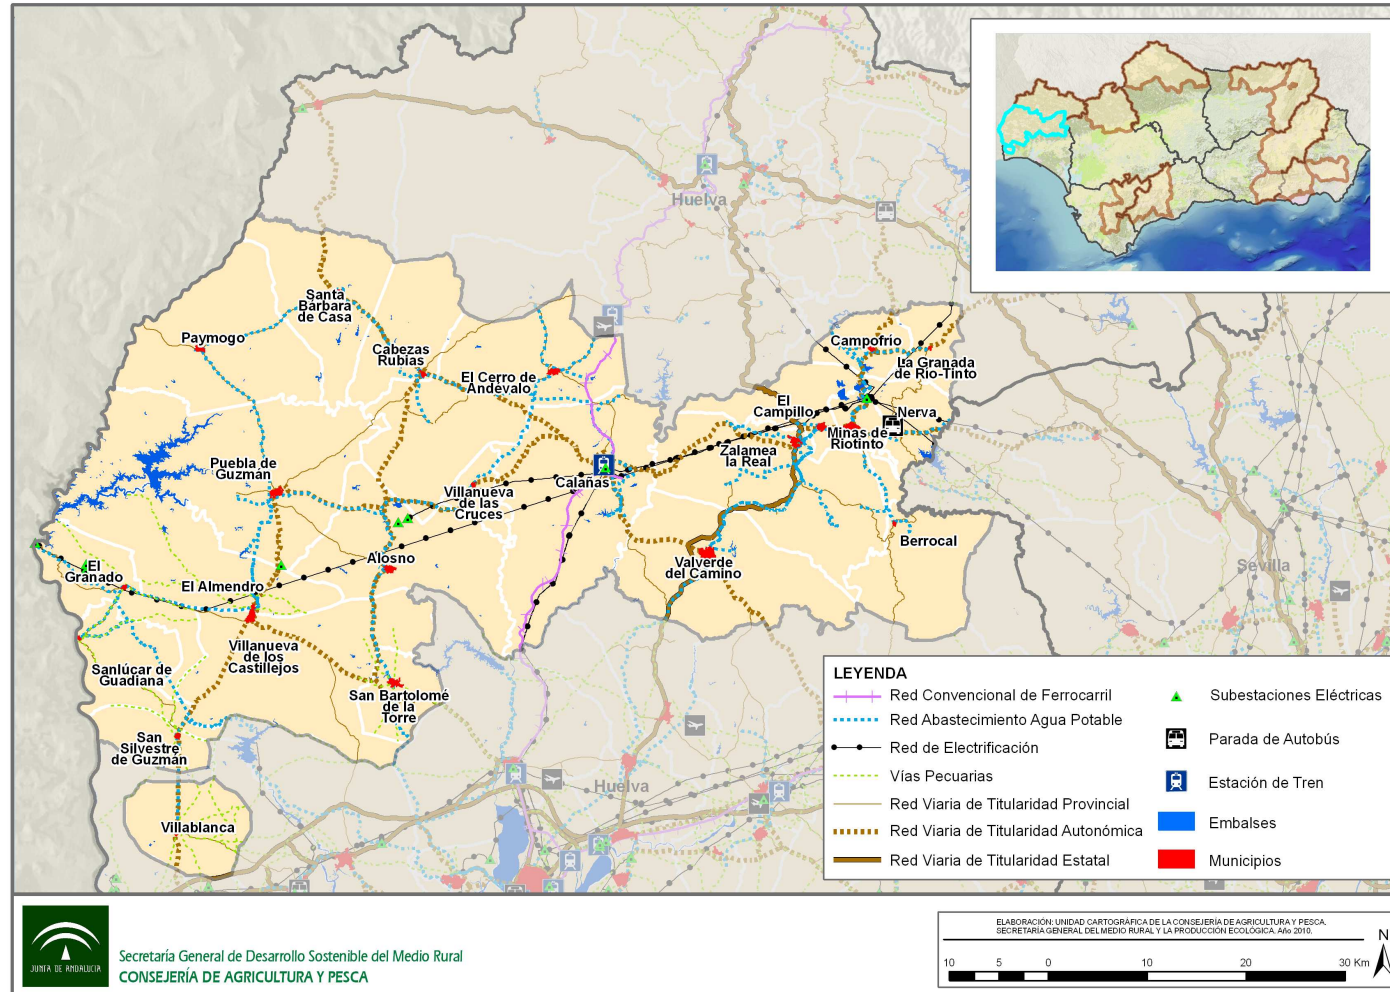 Huelva
Santa
Bárbara
de Casa
Paymogo
Cabezas
Rubias
El Cerro de
Andévalo
Campofrio
La Granada
de Rio-Tinto
El
Campillo
Nerva
Minas de
Riotinto
Zalamea
la Real
Puebla de
Guzmán
Villanueva
de las
Cruces
Calañas
Berrocal
Valverde
del Camino
Alosno
El
Granado
El Almendro
Sevilla
Villanueva
de los
Castillejos
Sanlúcar de
Guadiana
San Bartolomé
de la
Torre
San
Silvestre
de Guzmán
Huelva
Villablanca
LEYENDA
Red Convencional de Ferrocarril
Red Abastecimiento Agua Potable
Red de Electrificación
Vías Pecuarias
Red Viaria de Titularidad Provincial
Red Viaria de Titularidad Autonómica
Red Viaria de Titularidad Estatal
Subestaciones Eléctricas
Parada de Autobús
Estación de Tren
Embalses
Municipios
JUNTA DE ANDALUCIA
Secretaría General de Desarrollo Sostenible del Medio Rural
CONSEJERÍA DE AGRICULTURA Y PESCA
ELABORACIÓN: UNIDAD CARTOGRÁFICA DE LA CONSEJERÍA DE AGRICULTURA Y PESCA.
SECRETARÍA GENERAL DEL MEDIO RURAL Y LA PRODUCCIÓN ECOLÓGICA. Año 2010.
10 5 0 10 20 30 Km
N